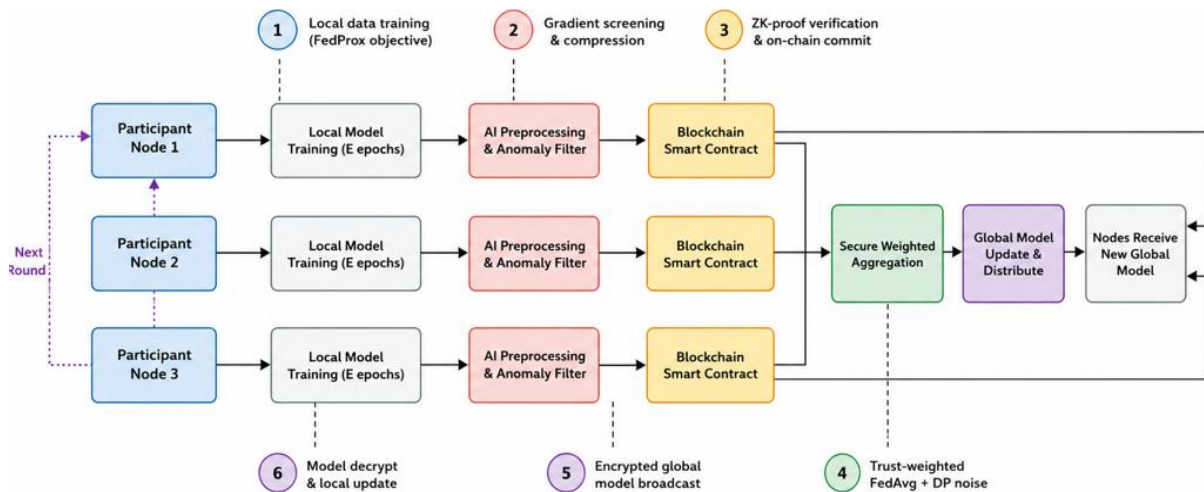 1
Local data training
(FedProx objective)
2
Gradient screening
& compression
3
ZK-proof verification
& on-chain commit
Participant
Node 1
Local Model
Training (E epochs)
AI Preprocessing
& Anomaly Filter
Blockchain
Smart Contract
Next
Round
Participant
Node 2
Local Model
Training (E epochs)
AI Preprocessing
& Anomaly Filter
Blockchain
Smart Contract
Secure Weighted
Aggregation
Global Model
Update &
Distribute
Nodes Receive
New Global
Model
Participant
Node 3
Local Model
Training (E epochs)
AI Preprocessing
& Anomaly Filter
Blockchain
Smart Contract
6
Model decrypt
& local update
5
Encrypted global
model broadcast
4
Trust-weighted
FedAvg + DP noise